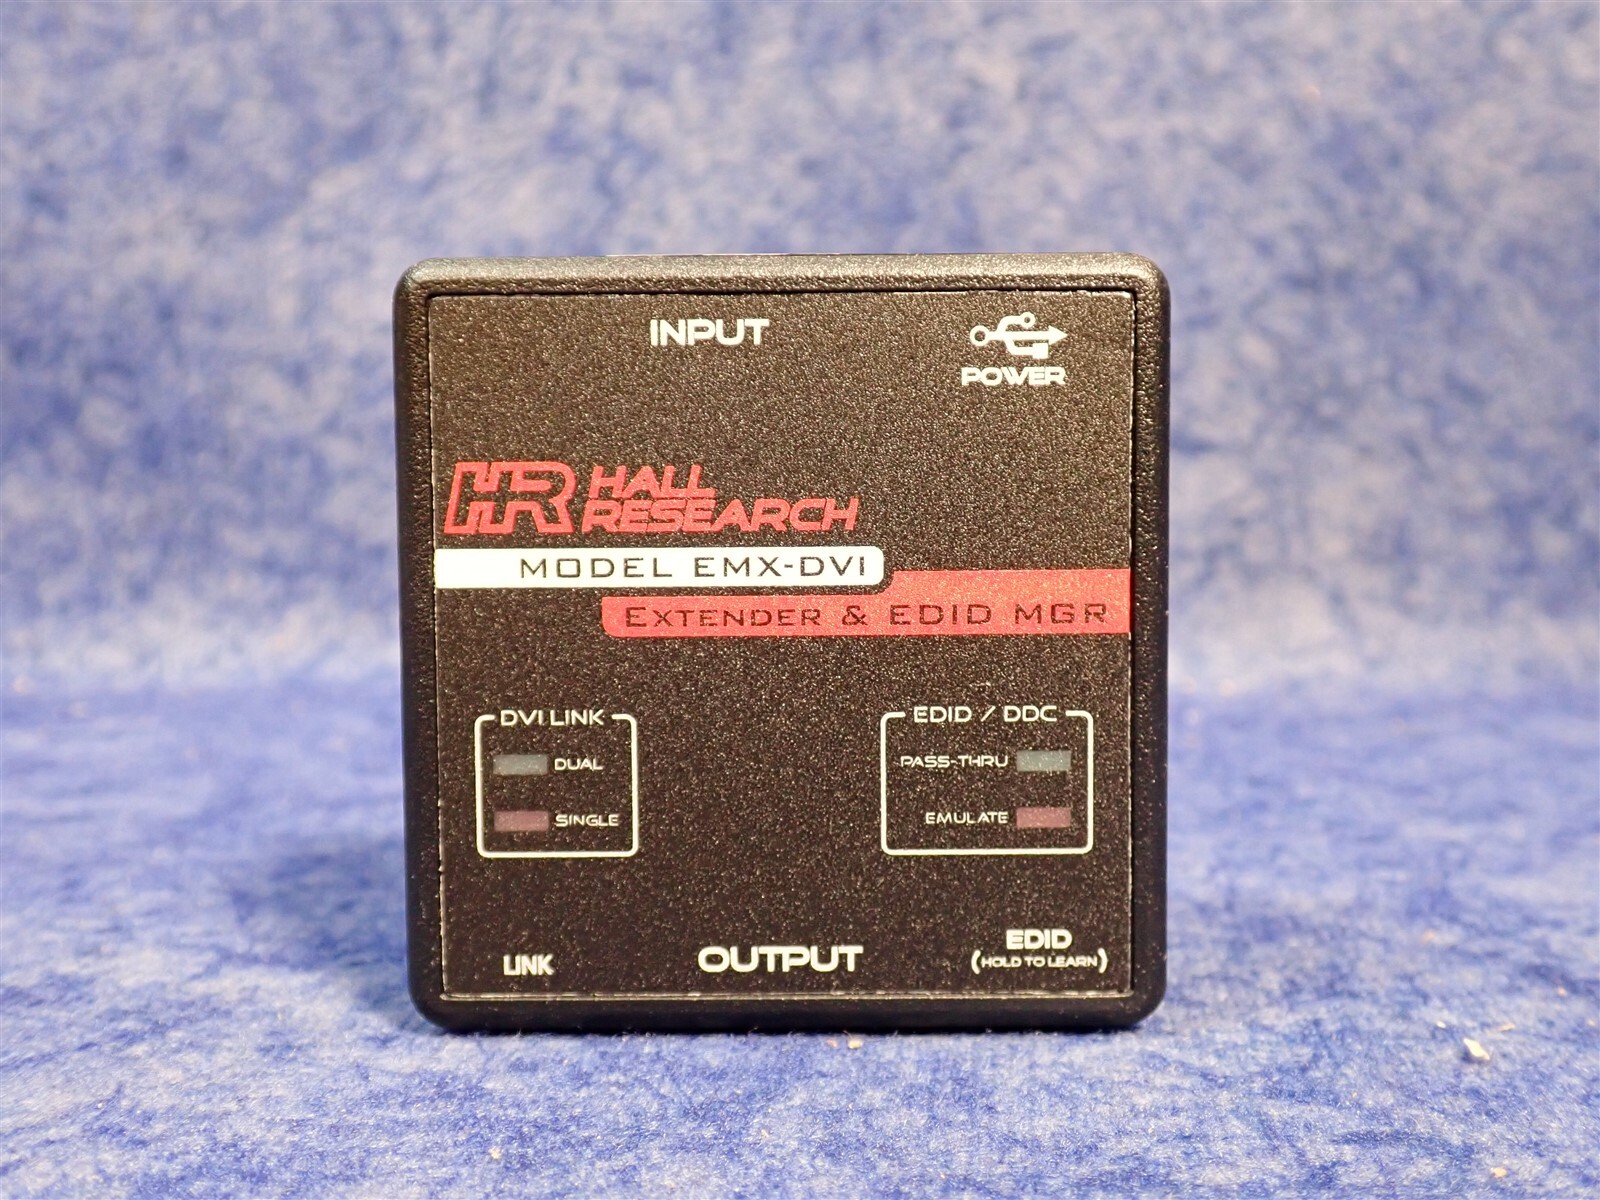 INPUT
POWER
HR HALL
RESEARCH
MODEL EMX-DVI
EXTENDER & EDID MGR
DVI LINK
DUAL
SINGLE
EDID / DDC
PASS-THRU
EMULATE
LINK
OUTPUT
EDID
(HOLD TO LEARN)